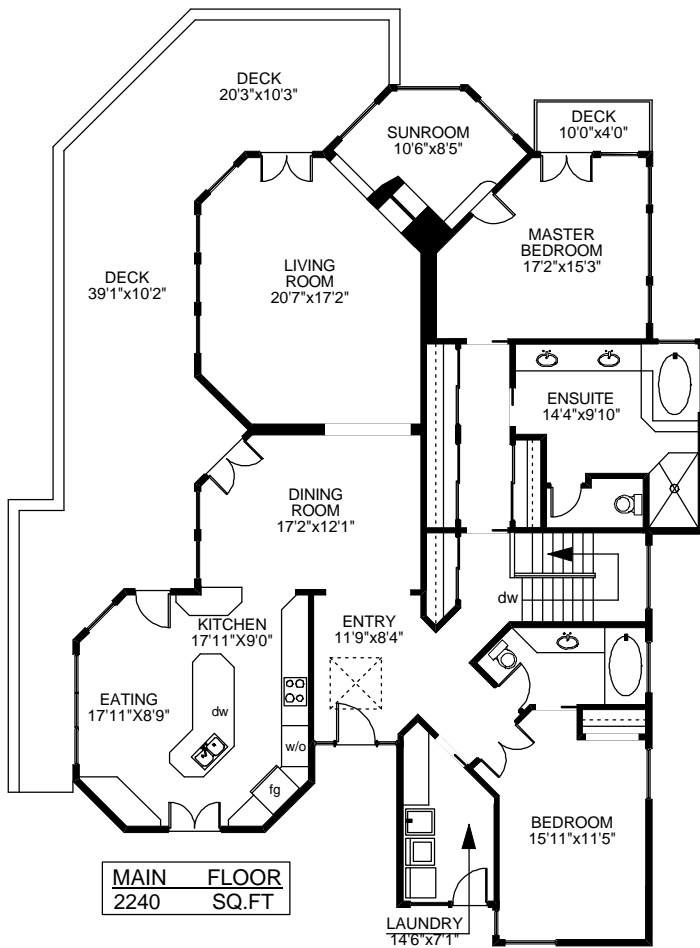 DECK
20'3"x10'3"
SUNROOM
10'6"x8'5"
DECK
10'0"x4'0"
MASTER
BEDROOM
17'2"x15'3"
LIVING
ROOM
20'7"x17'2"
DECK
39'1"x10'2"
ENSUITE
14'4"x9'10"
DINING
ROOM
17'2"x12'1"
dw
KITCHEN
17'11"X9'0"
ENTRY
11'9"x8'4"
EATING
17'11"X8'9"
dw
w/o
fg
BEDROOM
15'11"x11'5"
MAIN FLOOR
2240 SQ.FT
LAUNDRY
14'6"x7'1"